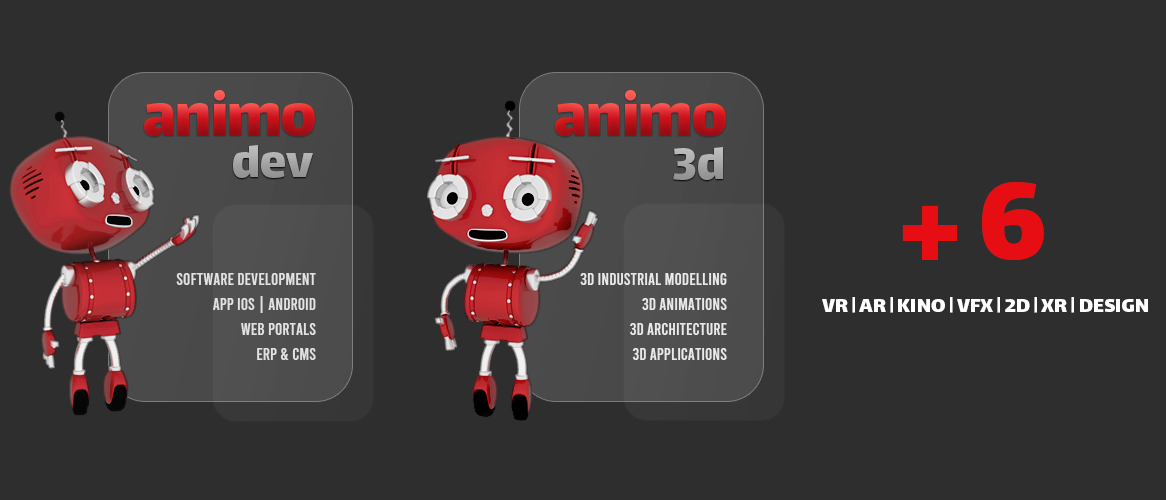 animo
dev
SOFTWARE DEVELOPMENT
APP IOS | ANDROID
WEB PORTALS
ERP & CMS
animo
3d
3D INDUSTRIAL MODELLING
3D ANIMATIONS
3D ARCHITECTURE
3D APPLICATIONS
+ 6
VR | AR | KINO | VFX | 2D | XR | DESIGN